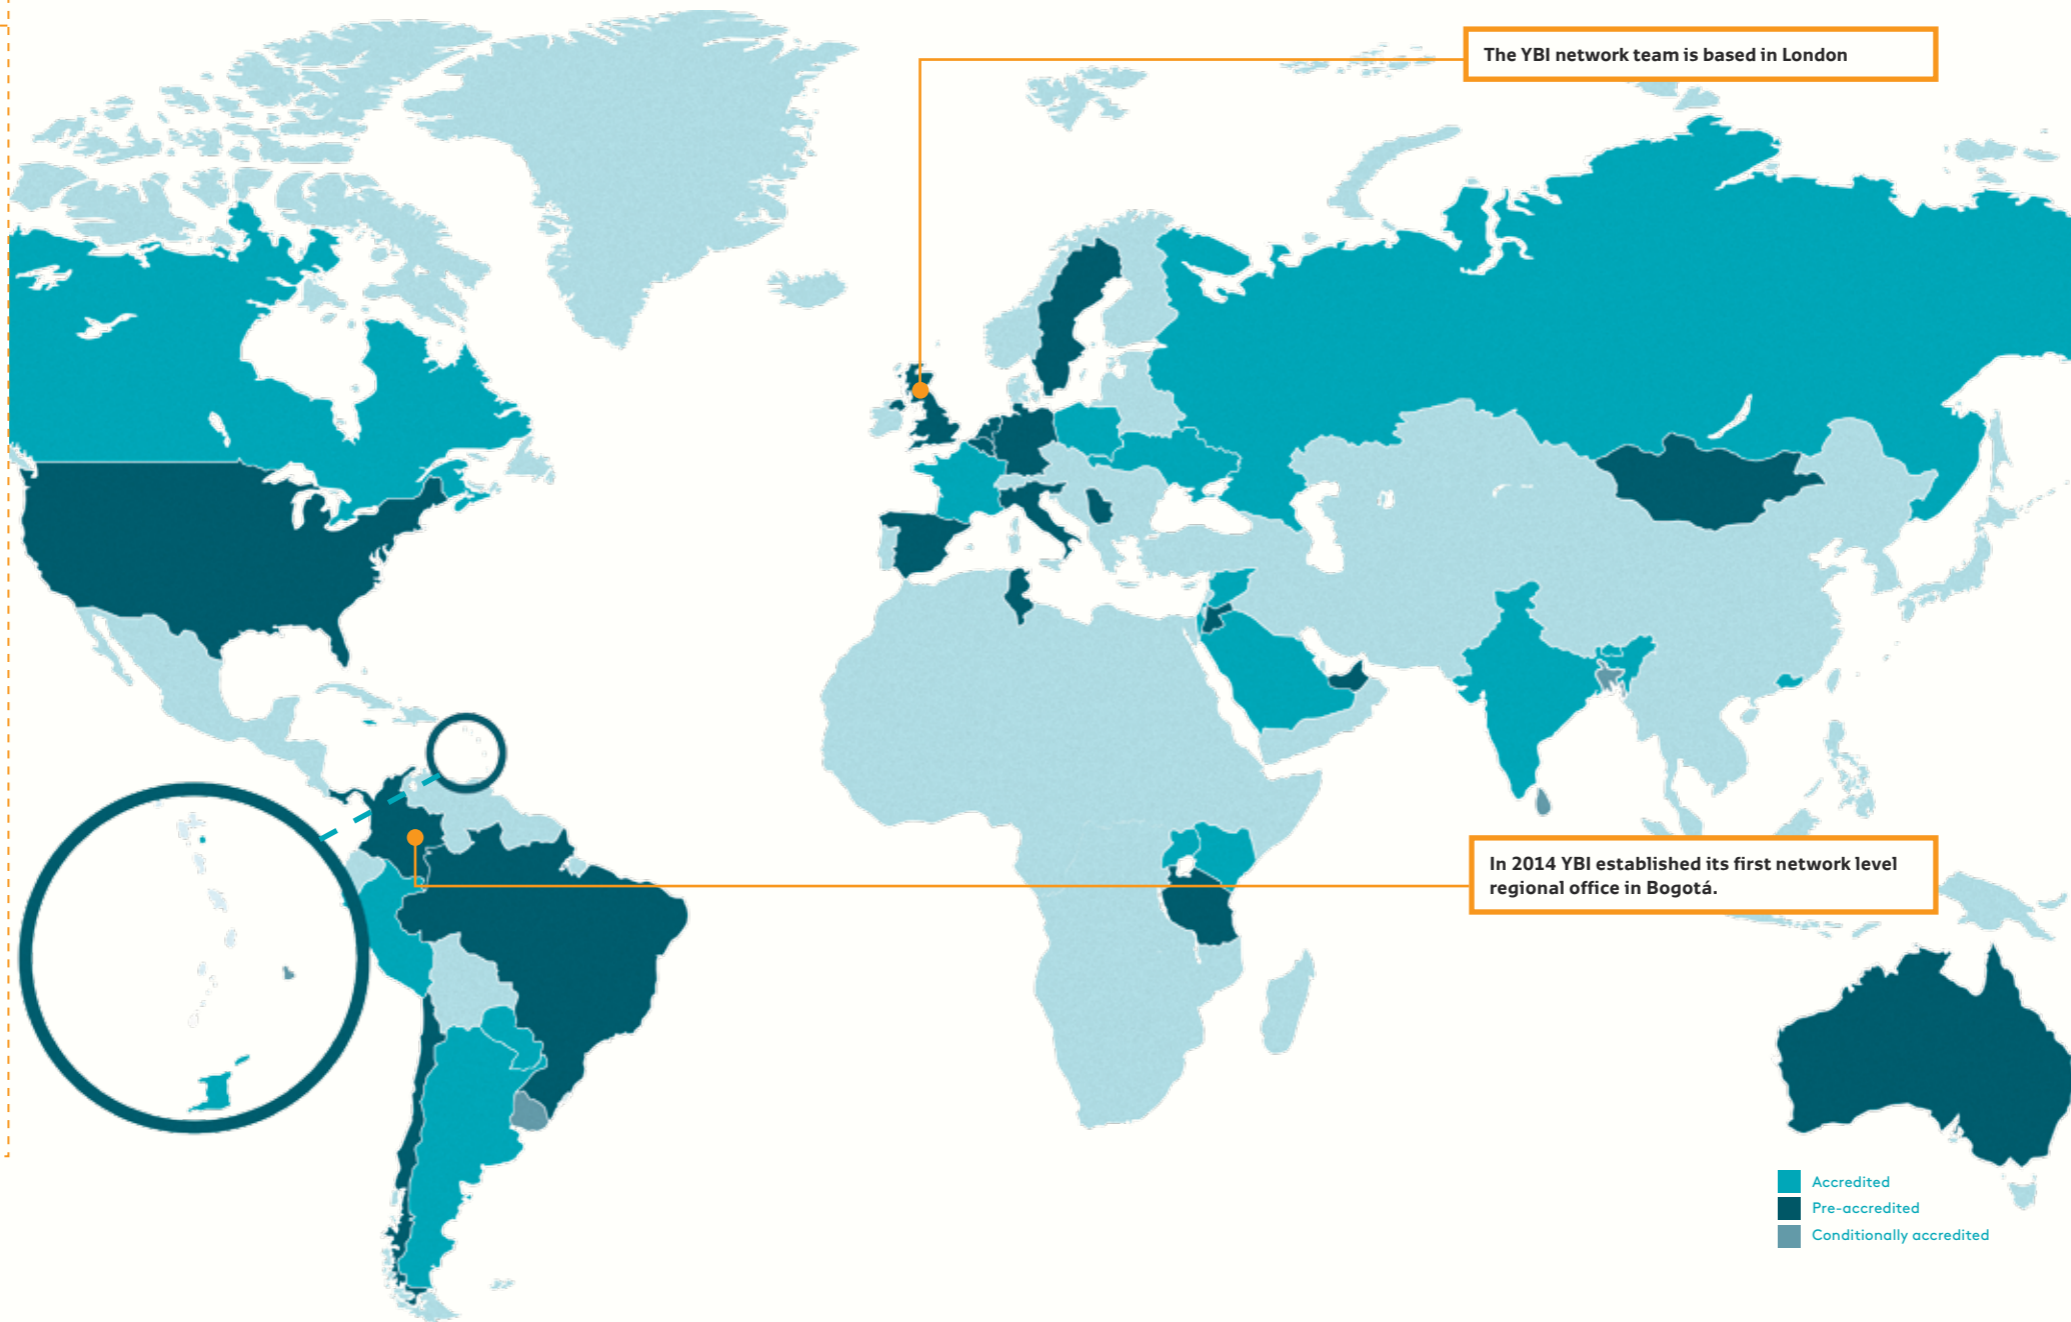 The YBI network team is based in London
In 2014 YBI established its first network level
regional office in Bogotá.
Accredited
Pre-accredited
Conditionally accredited